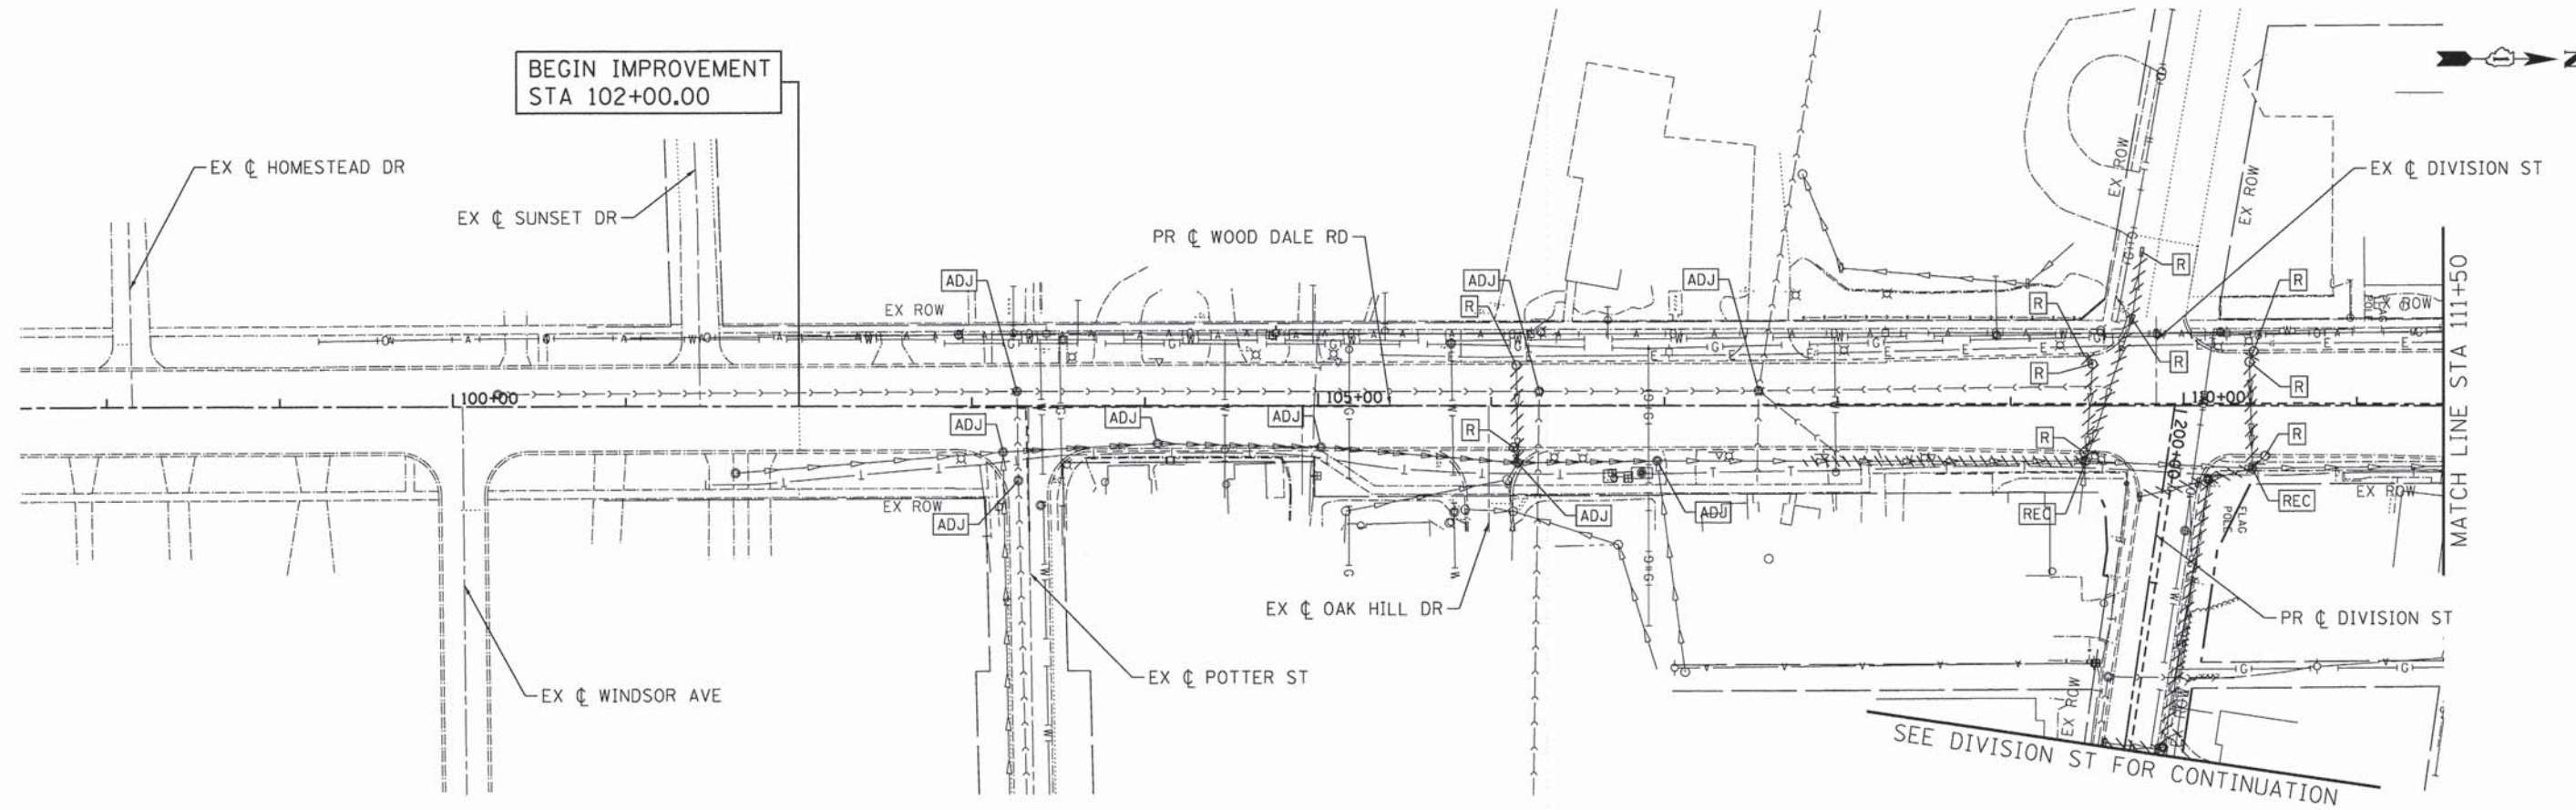 BEGIN IMPROVEMENT
STA 102+00.00
N
EX ℄ HOMESTEAD DR
EX ℄ SUNSET DR
PR ℄ WOOD DALE RD
EX ℄ DIVISION ST
EX ROW
EX ROW
EX ROW
ADJ
ADJ
ADJ
R
R
R
R
R
R
R
EX ROW
100+00
105+00
110+00
ADJ
ADJ
ADJ
R
R
R
200+00
MATCH LINE STA 111+50
EX ROW
ADJ
ADJ
ADJ
REC
REC
EX ROW
FLAG
POLE
EX ℄ OAK HILL DR
PR ℄ DIVISION ST
EX ℄ POTTER ST
EX ℄ WINDSOR AVE
EX ROW
SEE DIVISION ST FOR CONTINUATION